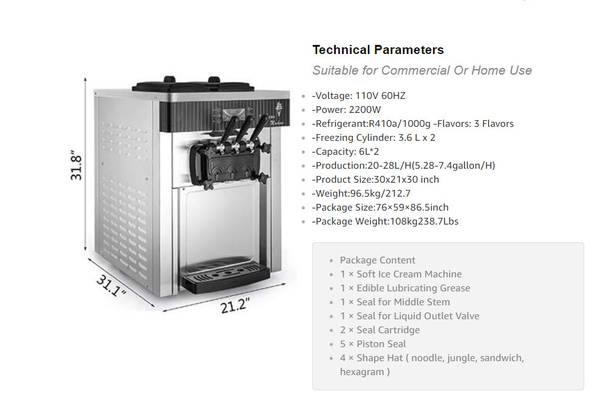 Technical Parameters
Suitable for Commercial Or Home Use
-Voltage: 110V 60HZ
-Power: 2200W
-Refrigerant:R410a/1000g -Flavors: 3 Flavors
-Freezing Cylinder: 3.6 L x 2
-Capacity: 6L*2
-Production:20-28L/H(5.28-7.4gallon/H)
-Product Size:30x21x30 inch
-Weight:96.5kg/212.7
-Package Size:76×59×86.5inch
-Package Weight:108kg238.7Lbs
31.8"
31.1"
21.2"
Package Content
1 × Soft Ice Cream Machine
1 × Edible Lubricating Grease
1 × Seal for Middle Stem
1 × Seal for Liquid Outlet Valve
2 × Seal Cartridge
5 × Piston Seal
4 × Shape Hat ( noodle, jungle, sandwich,
hexagram )